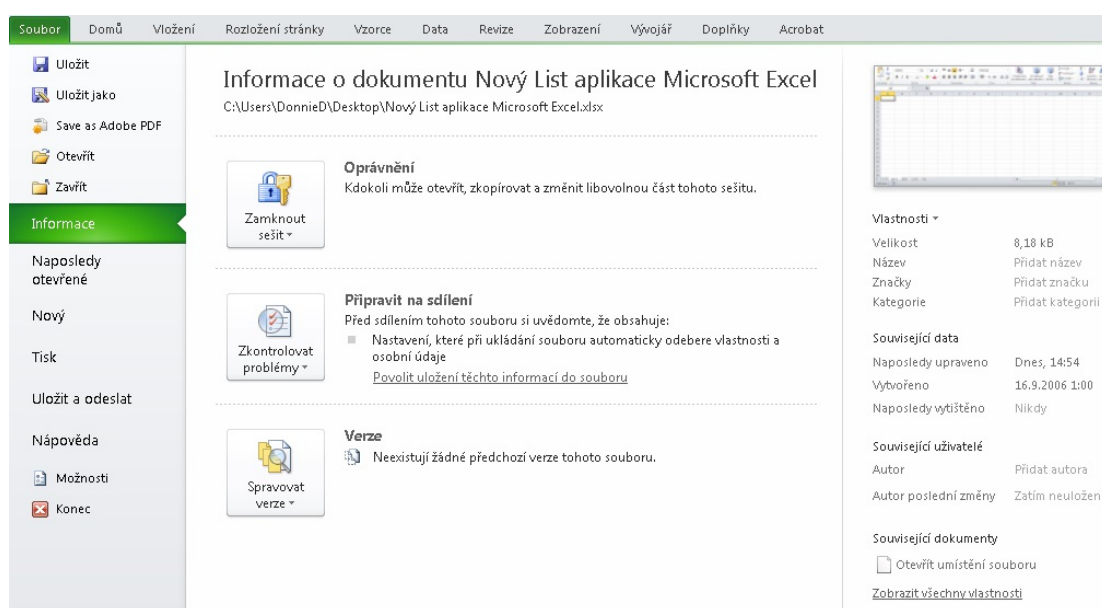 Soubor Domů Vložení Rozložení stránky Vzorce Data Revize Zobrazení Vývojář Doplňky Acrobat
Uložit
Uložit jako
Save as Adobe PDF
Otevřít
Zavřít
Informace
Naposledy
otevřené
Nový
Tisk
Uložit a odeslat
Nápověda
Možnosti
Konec
Informace o dokumentu Nový List aplikace Microsoft Excel
C:\Users\DonnieD\Desktop\Nový List aplikace Microsoft Excel.xlsx
Zamknout
sešit
Oprávnění
Kdokoli může otevřít, zkopírovat a změnit libovolnou část tohoto sešitu.
Zkontrolovat
problémy
Připravit na sdílení
Před sdílením tohoto souboru si uvědomte, že obsahuje:
Nastavení, které při ukládání souboru automaticky odebere vlastnosti a
osobní údaje
Povolit uložení těchto informací do souboru
Spravovat
verze
Verze
Neexistují žádné předchozí verze tohoto souboru.
Vlastnosti
Velikost 8,18 kB
Název Přidat název
Značky Přidat značku
Kategorie Přidat kategorii
Související data
Naposledy upraveno Dnes, 14:54
Vytvořeno 16.9.2006 1:00
Naposledy vytištěno Nikdy
Související uživatelé
Autor Přidat autora
Autor poslední změny Zatím neuložen
Související dokumenty
Otevřít umístění souboru
Zobrazit všechny vlastnosti